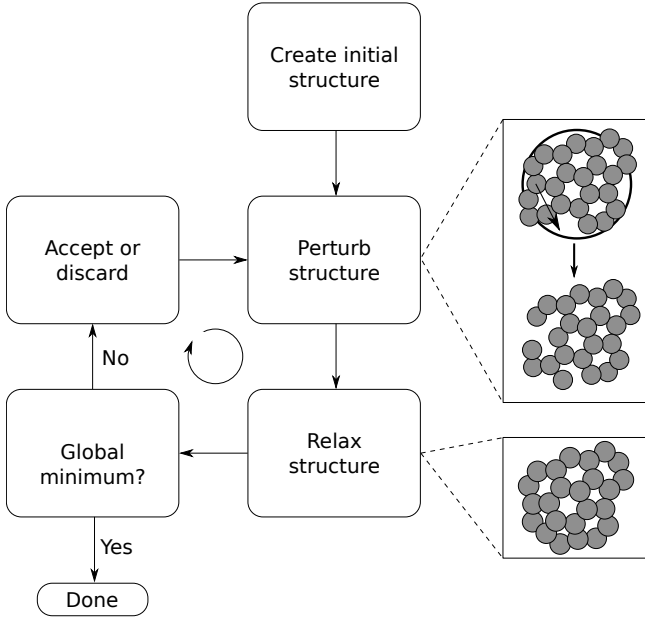 Create initial
structure
Accept or
discard
Perturb
structure
No
Global
minimum?
Relax
structure
Yes
Done